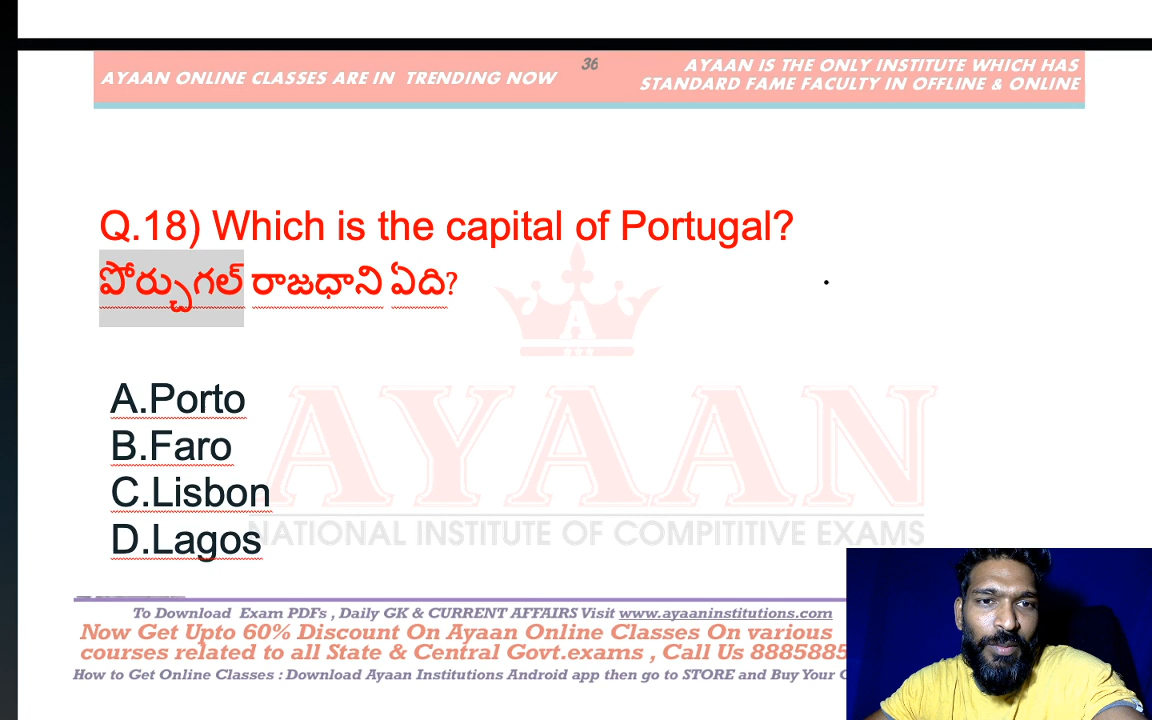 AYAAN ONLINE CLASSES ARE IN TRENDING NOW
36
AYAAN IS THE ONLY INSTITUTE WHICH HAS
STANDARD FAME FACULTY IN OFFLINE & ONLINE
Q.18) Which is the capital of Portugal?
పోర్చుగల్ రాజధాని ఏది?
A.Porto
B.Faro
C.Lisbon
D.Lagos
AYAAN
NATIONAL INSTITUTE OF COMPITITIVE EXAMS
To Download Exam PDFs , Daily GK & CURRENT AFFAIRS Visit www.ayaaninstitutions.com
Now Get Upto 60% Discount On Ayaan Online Classes On various
courses related to all State & Central Govt.exams , Call Us 8885885
How to Get Online Classes : Download Ayaan Institutions Android app then go to STORE and Buy Your